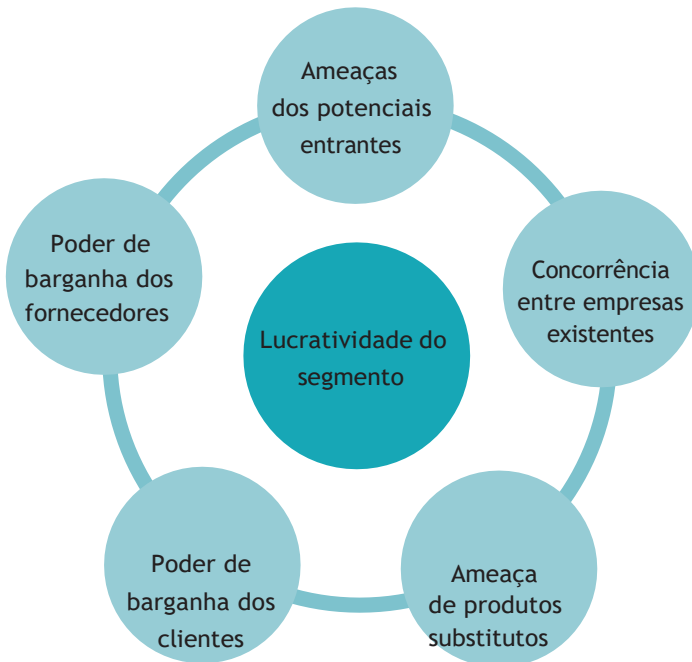 Ameaças
dos potenciais
entrantes
Poder de
barganha dos
fornecedores
Concorrência
entre empresas
existentes
Lucratividade do
segmento
Poder de
barganha dos
clientes
Ameaça
de produtos
substitutos